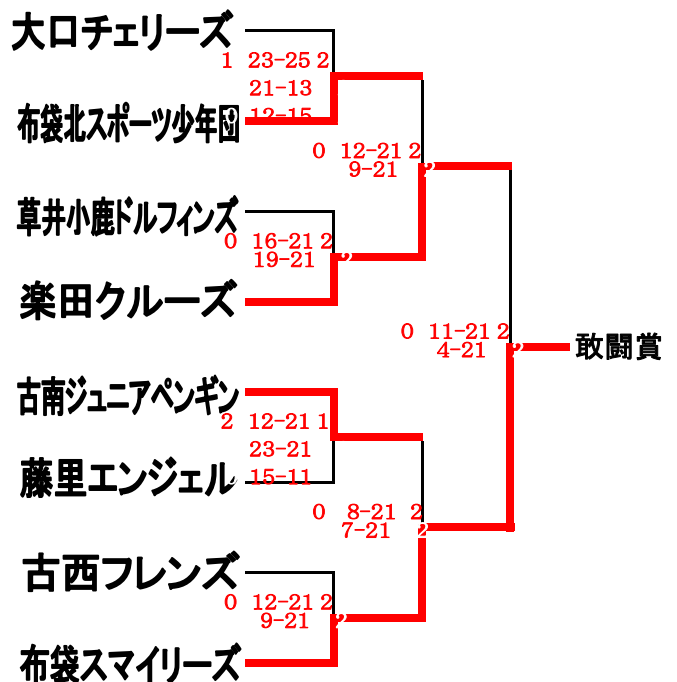 大口チェリーズ
1 23-25 2
21-13
12-15
布袋北スポーツ少年団
0 12-21 2
9-21
草井小鹿ドルフィンズ
0 16-21 2
19-21
楽田クルーズ
0 11-21 2
4-21
敢闘賞
古南ジュニアペンギン
2 12-21 1
23-21
15-11
藤里エンジェル
0 8-21 2
7-21
古西フレンズ
0 12-21 2
9-21
布袋スマイリーズ